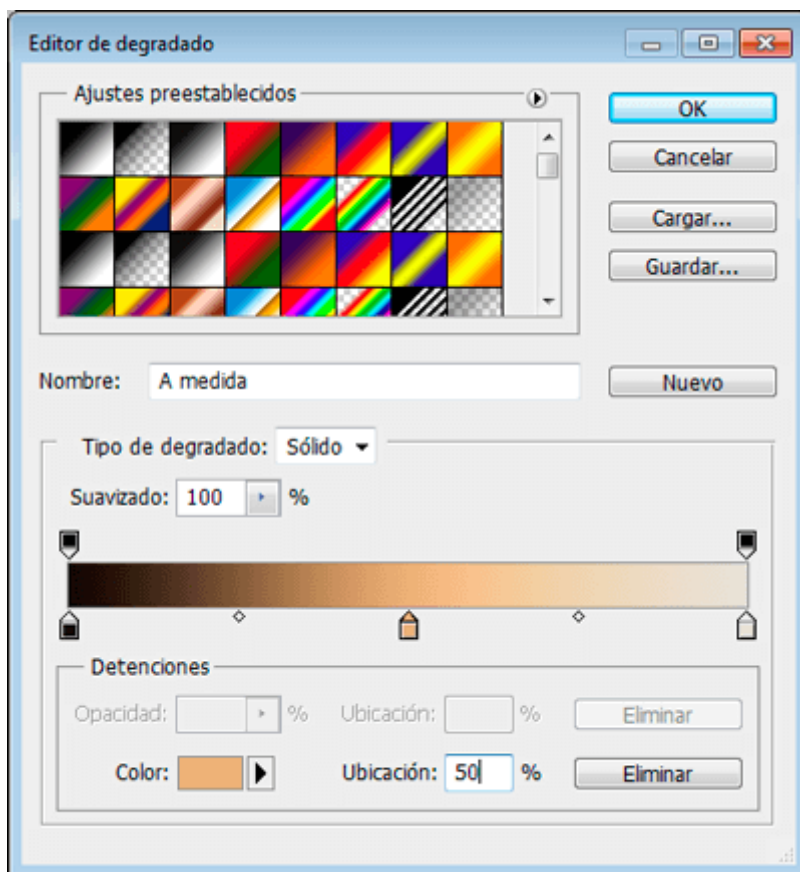 Editor de degradado
Ajustes preestablecidos
OK
Cancelar
Cargar...
Guardar...
Nombre: A medida
Nuevo
Tipo de degradado: Sólido
Suavizado: 100 %
Detenciones
Opacidad: % Ubicación: % Eliminar
Color: Ubicación: 50 % Eliminar